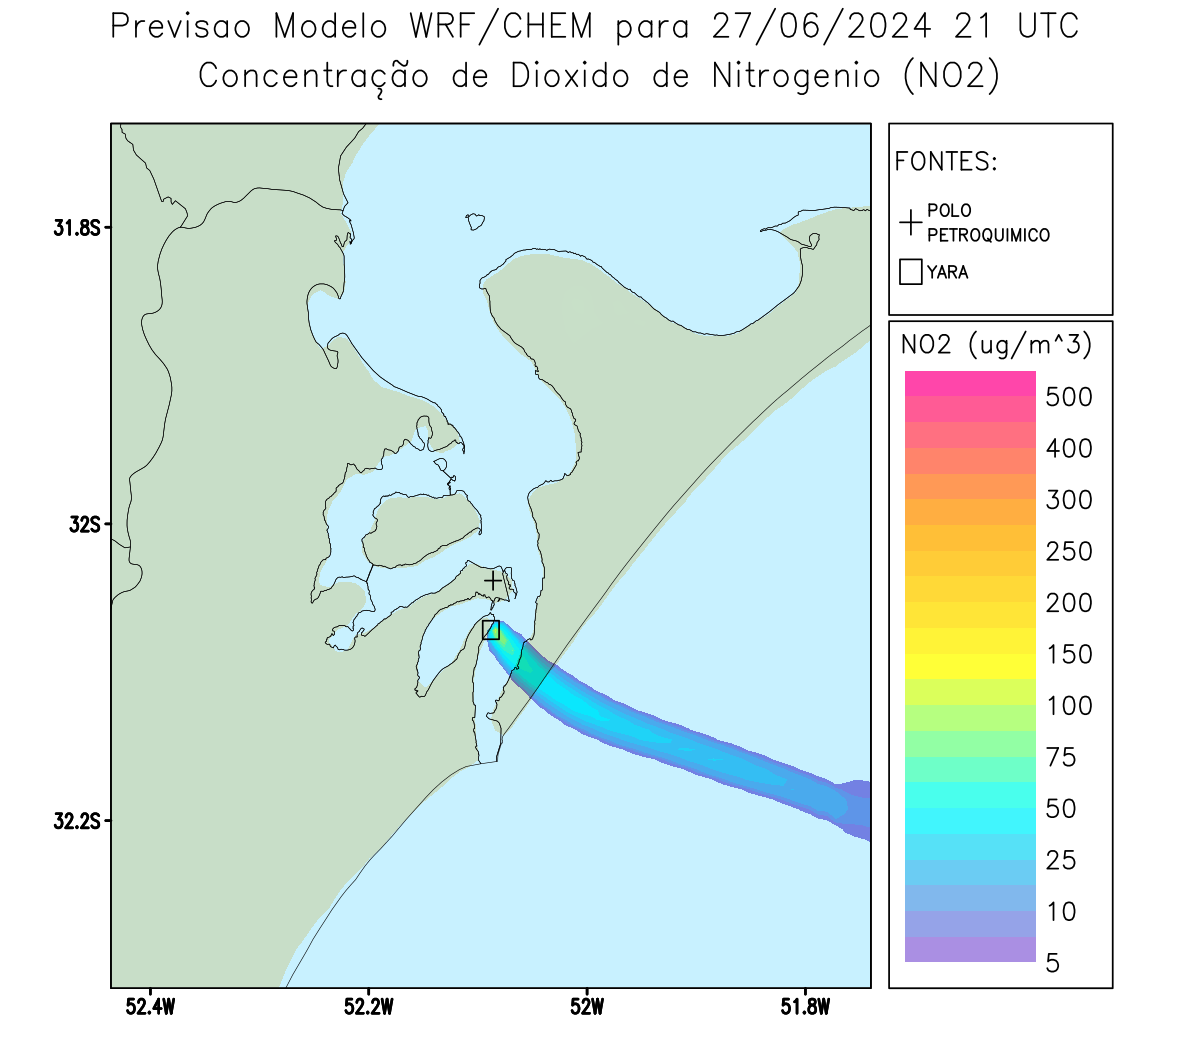 Previsao Modelo WRF/CHEM para 27/06/2024 21 UTC
Concentração de Dioxido de Nitrogenio (NO2)
FONTES:
POLO
PETROQUIMICO
YARA
NO2 (ug/m^3)
500
400
300
250
200
150
100
75
50
25
10
5
31.8S
32S
32.2S
52.4W
52.2W
52W
51.8W